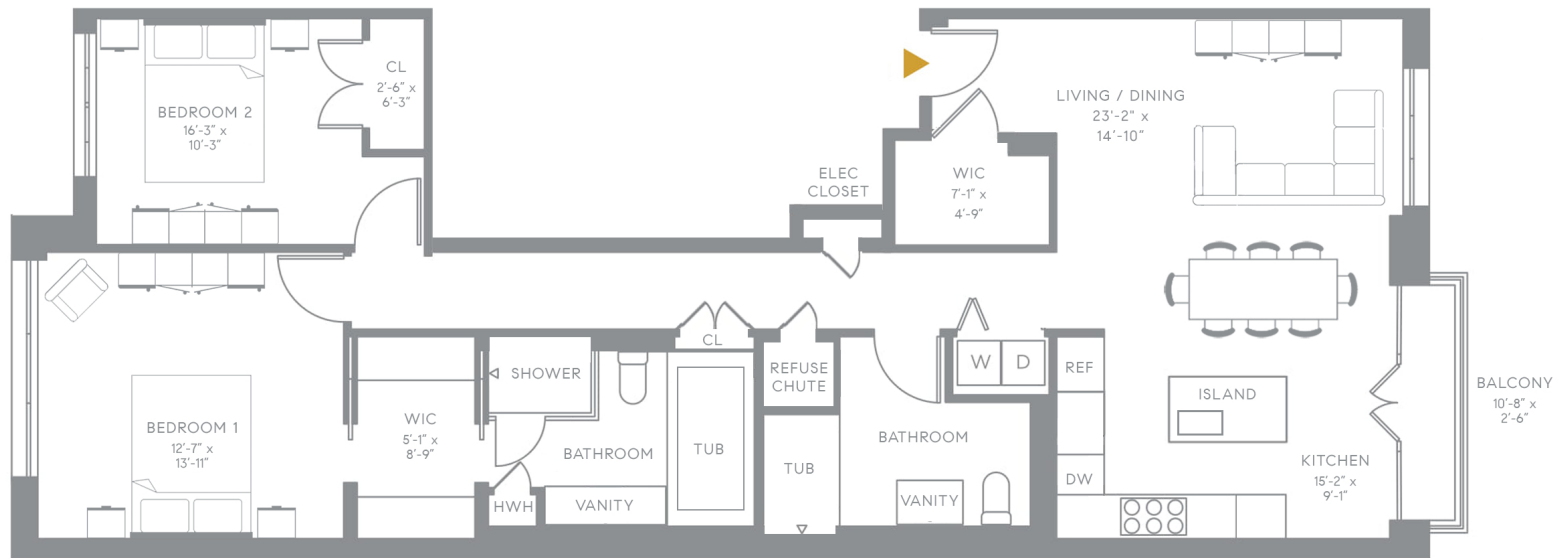 BEDROOM 2
16'-3" x
10'-3"
CL
2'-6" x
6'-3"
LIVING / DINING
23'-2" x
14'-10"
ELEC
CLOSET
WIC
7'-1" x
4'-9"
BEDROOM 1
12'-7" x
13'-11"
WIC
5'-1" x
8'-9"
SHOWER
BATHROOM
HWH
VANITY
CL
TUB
REFUSE
CHUTE
TUB
BATHROOM
VANITY
W
D
REF
DW
ISLAND
KITCHEN
15'-2" x
9'-1"
BALCONY
10'-8" x
2'-6"